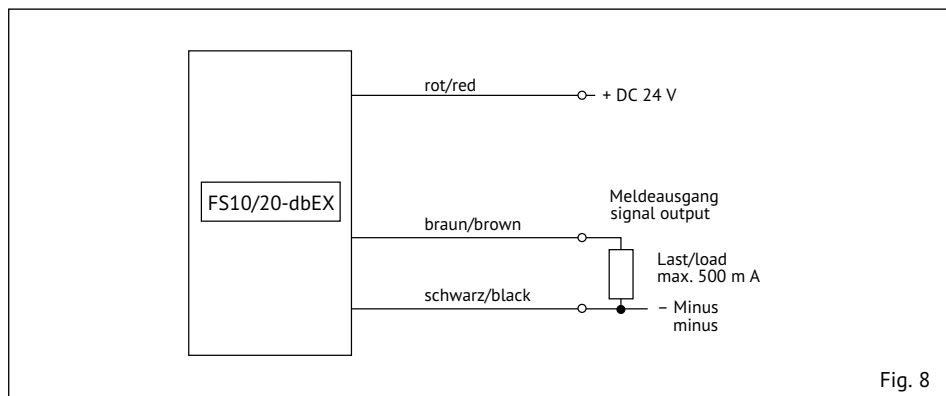 rot/red
+ DC 24 V
FS10/20-dbEX
Meldeausgang
signal output
braun/brown
Last/load
max. 500 m A
schwarz/black
– Minus
minus
Fig. 8